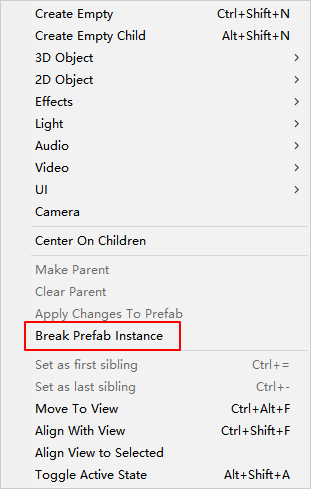 Create Empty Ctrl+Shift+N
Create Empty Child Alt+Shift+N
3D Object
2D Object
Effects
Light
Audio
Video
UI
Camera
Center On Children
Make Parent
Clear Parent
Apply Changes To Prefab
Break Prefab Instance
Set as first sibling Ctrl+=
Set as last sibling Ctrl+-
Move To View Ctrl+Alt+F
Align With View Ctrl+Shift+F
Align View to Selected
Toggle Active State Alt+Shift+A